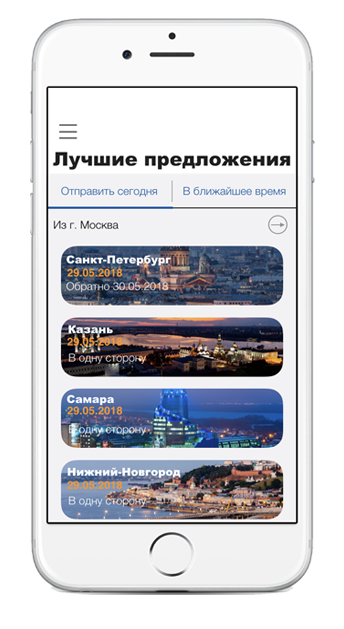 Лучшие предложения
Отправить сегодня
В ближайшее время
Из г. Москва
Санкт-Петербург
29.05.2018
Обратно 30.05.2018
Казань
29.05.2018
В одну сторону
Самара
29.05.2018
В одну сторону
Нижний-Новгород
29.05.2018
В одну сторону